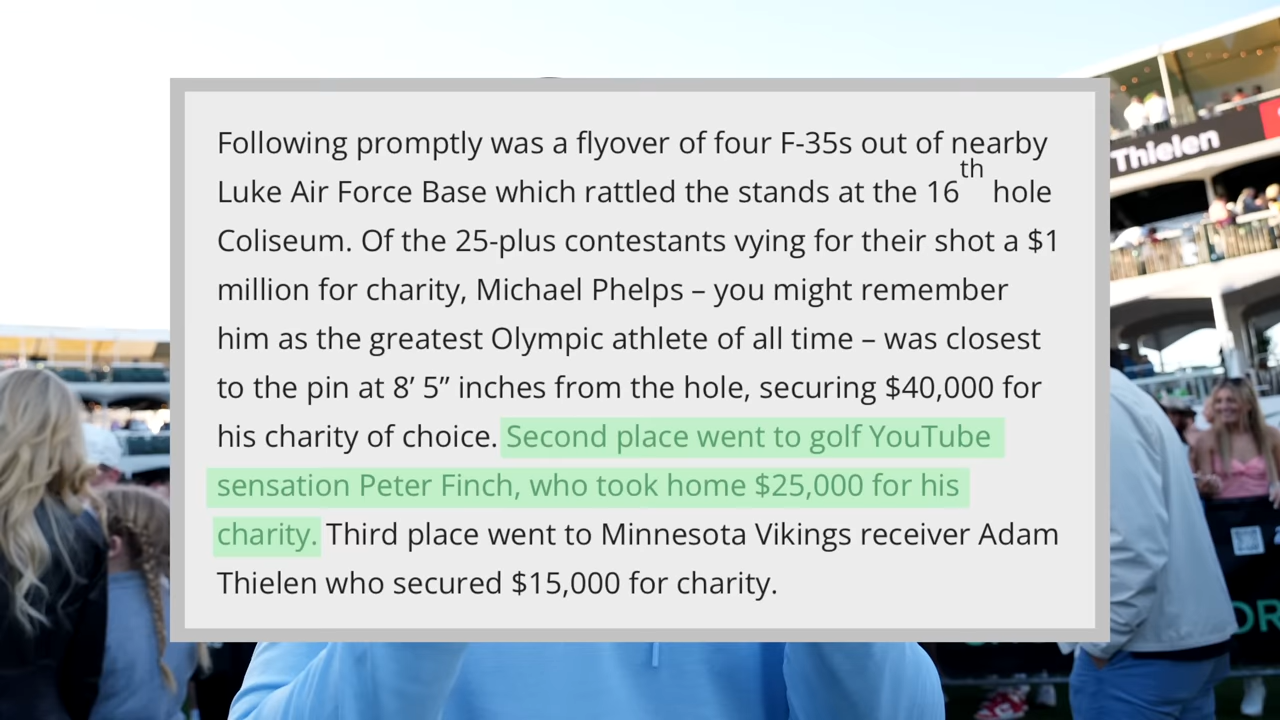 Following promptly was a flyover of four F-35s out of nearby
Luke Air Force Base which rattled the stands at the 16th hole
Coliseum. Of the 25-plus contestants vying for their shot a $1
million for charity, Michael Phelps – you might remember
him as the greatest Olympic athlete of all time – was closest
to the pin at 8’ 5” inches from the hole, securing $40,000 for
his charity of choice. Second place went to golf YouTube
sensation Peter Finch, who took home $25,000 for his
charity. Third place went to Minnesota Vikings receiver Adam
Thielen who secured $15,000 for charity.
Thielen